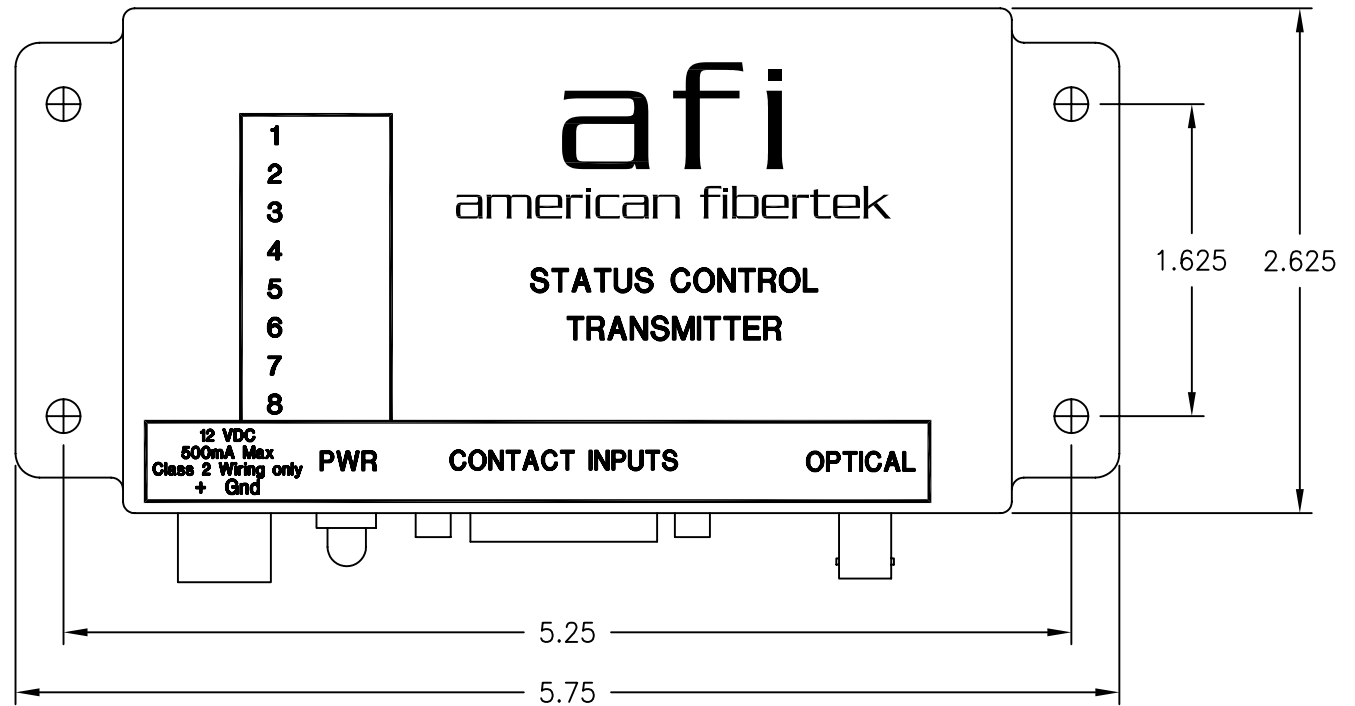 afi
american fibertek
STATUS CONTROL
TRANSMITTER
1
2
3
4
5
6
7
8
12 VDC
500mA Max
Class 2 Wiring only
+ Gnd
PWR
CONTACT INPUTS
OPTICAL
1.625
2.625
5.25
5.75